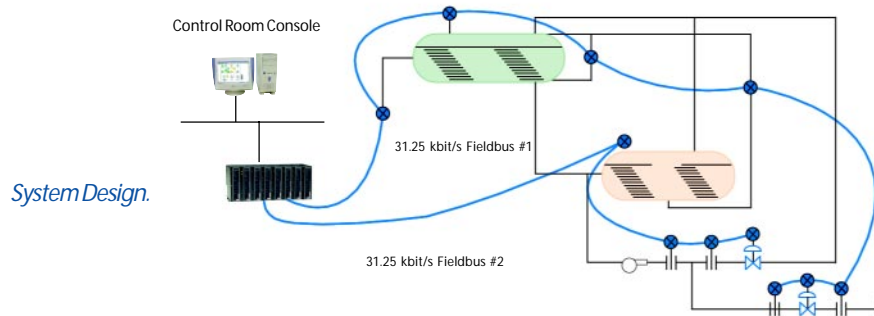 Control Room Console
31.25 kbit/s Fieldbus #1
System Design.
31.25 kbit/s Fieldbus #2